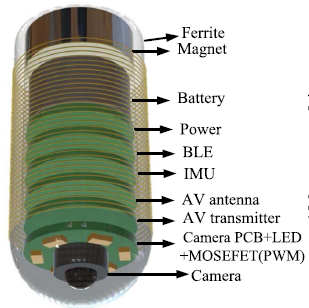 Ferrite
Magnet
Battery
Power
BLE
IMU
AV antenna
AV transmitter
Camera PCB+LED
+MOSEFET(PWM)
Camera